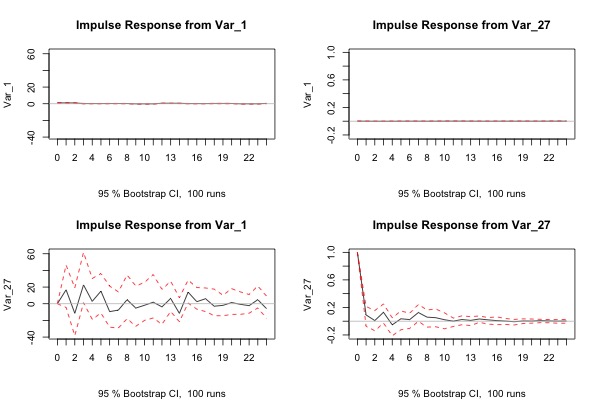 Impulse Response from Var_1
Var_1
60
20
0
-40
0 2 4 6 8 10 13 16 19 22
95 % Bootstrap CI, 100 runs
Impulse Response from Var_27
Var_1
1.0
0.6
0.2
-0.2
0 2 4 6 8 10 13 16 19 22
95 % Bootstrap CI, 100 runs
Impulse Response from Var_1
Var_27
60
20
0
-40
0 2 4 6 8 10 13 16 19 22
95 % Bootstrap CI, 100 runs
Impulse Response from Var_27
Var_27
1.0
0.6
0.2
-0.2
0 2 4 6 8 10 13 16 19 22
95 % Bootstrap CI, 100 runs